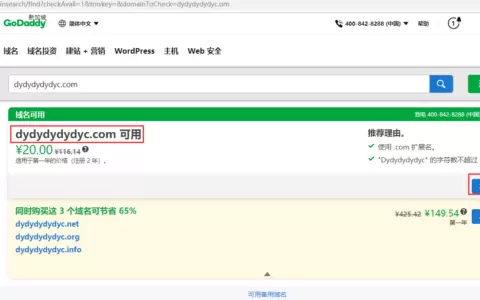 insearch/find?checkAvail=1&tmvkey=&domainToCheck=dydydydydyc.com
GoDaddy 新加坡 简体中文 400-842-8288 (中国) 帮助 1
域名 域名投资 建站 + 营销 WordPress 主机 Web 安全
dydydydydyc.com
域名可用 400-842-8288 (中国)
dydydydydyc.com 可用
¥20.00 ¥116.14
适用于第一年的价格（注册 2 年）。
推荐理由。
使用 .com 扩展名。
"Dydydydydyc" 的字符数不超过
同时购买这 3 个域名可节省 65%
¥425.42 ¥149.54
第一年
dydydydydyc.net
dydydydydyc.org
dydydydydyc.info
可用备用域名